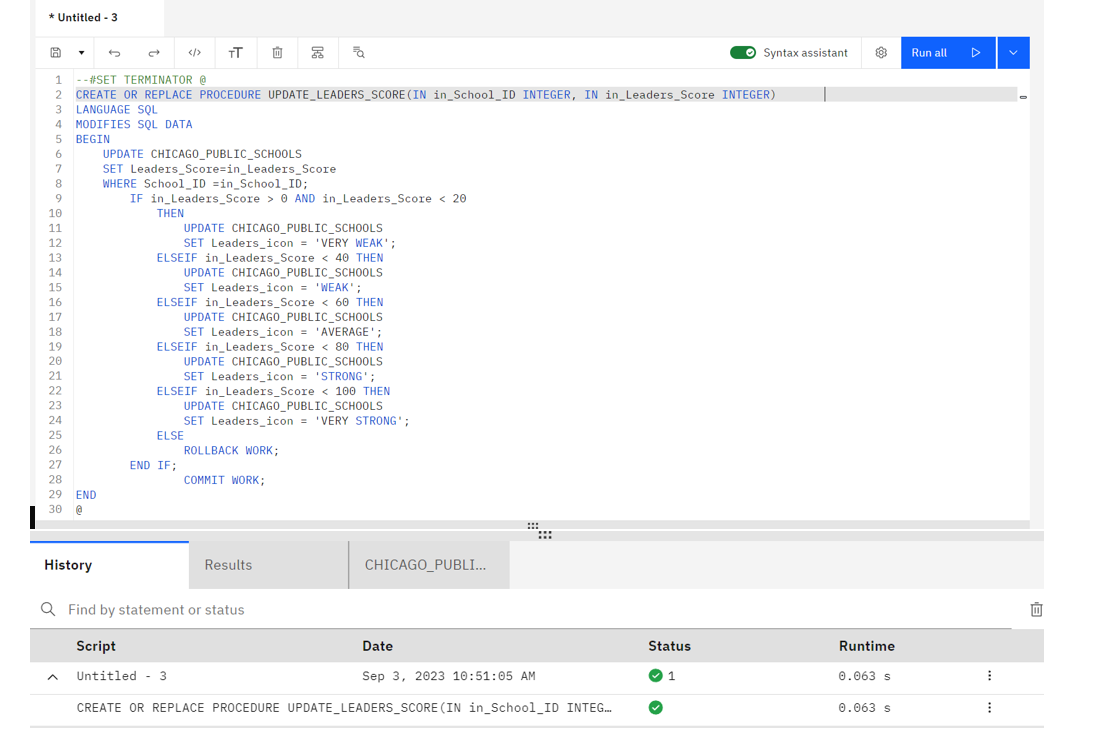 * Untitled - 3
</> TT Syntax assistant Run all
1 --#SET TERMINATOR @
2 CREATE OR REPLACE PROCEDURE UPDATE_LEADERS_SCORE(IN in_School_ID INTEGER, IN in_Leaders_Score INTEGER)
3 LANGUAGE SQL
4 MODIFIES SQL DATA
5 BEGIN
6 UPDATE CHICAGO_PUBLIC_SCHOOLS
7 SET Leaders_Score=in_Leaders_Score
8 WHERE School_ID =in_School_ID;
9 IF in_Leaders_Score > 0 AND in_Leaders_Score < 20
10 THEN
11 UPDATE CHICAGO_PUBLIC_SCHOOLS
12 SET Leaders_icon = 'VERY WEAK';
13 ELSEIF in_Leaders_Score < 40 THEN
14 UPDATE CHICAGO_PUBLIC_SCHOOLS
15 SET Leaders_icon = 'WEAK';
16 ELSEIF in_Leaders_Score < 60 THEN
17 UPDATE CHICAGO_PUBLIC_SCHOOLS
18 SET Leaders_icon = 'AVERAGE';
19 ELSEIF in_Leaders_Score < 80 THEN
20 UPDATE CHICAGO_PUBLIC_SCHOOLS
21 SET Leaders_icon = 'STRONG';
22 ELSEIF in_Leaders_Score < 100 THEN
23 UPDATE CHICAGO_PUBLIC_SCHOOLS
24 SET Leaders_icon = 'VERY STRONG';
25 ELSE
26 ROLLBACK WORK;
27 END IF;
28 COMMIT WORK;
29 END
30 @
History Results CHICAGO_PUBLI...
Find by statement or status
Script Date Status Runtime
Untitled - 3 Sep 3, 2023 10:51:05 AM 1 0.063 s
CREATE OR REPLACE PROCEDURE UPDATE_LEADERS_SCORE(IN in_School_ID INTEG... 0.063 s